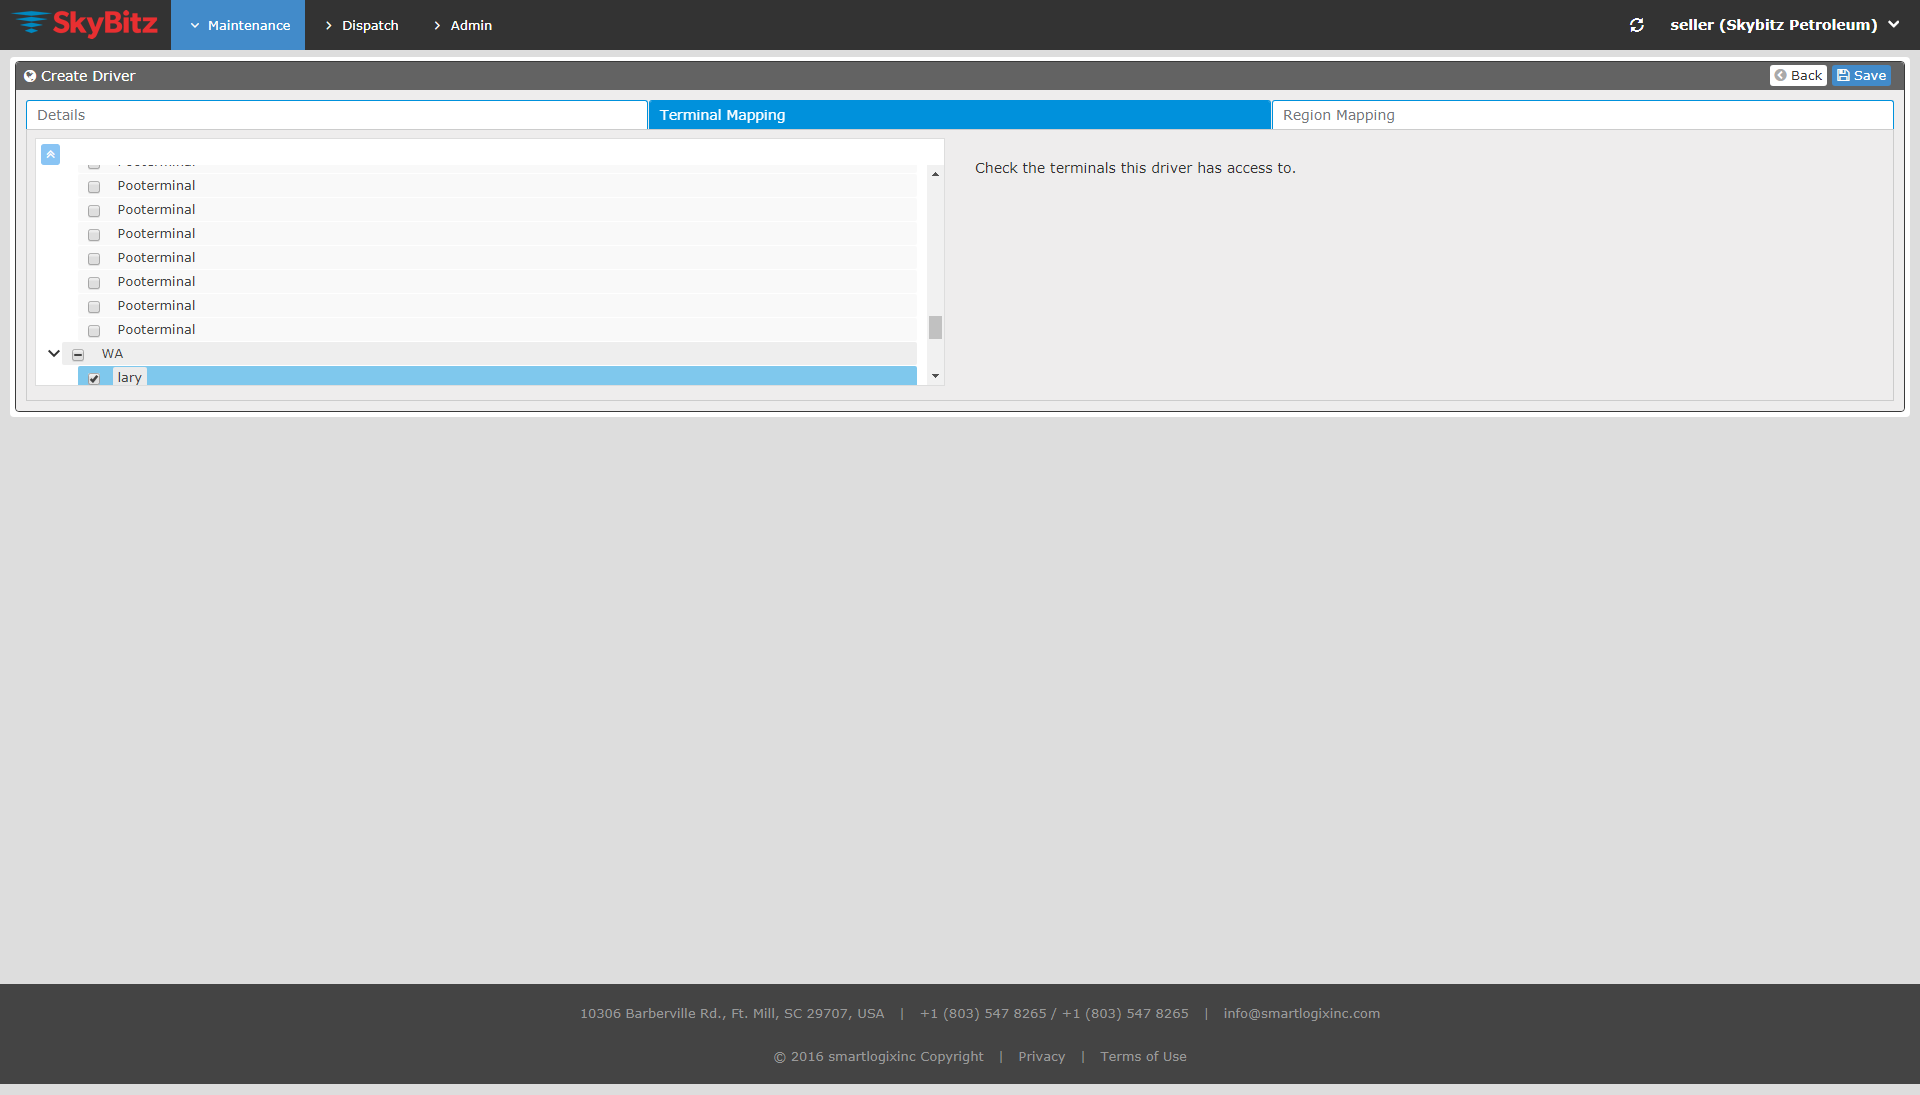 SkyBitz Maintenance Dispatch Admin seller (Skybitz Petroleum)
Create Driver Back Save
Details Terminal Mapping Region Mapping
Check the terminals this driver has access to.
Pooterminal
Pooterminal
Pooterminal
Pooterminal
Pooterminal
Pooterminal
Pooterminal
WA
lary
10306 Barberville Rd., Ft. Mill, SC 29707, USA | +1 (803) 547 8265 / +1 (803) 547 8265 | info@smartlogixinc.com
© 2016 smartlogixinc Copyright | Privacy | Terms of Use